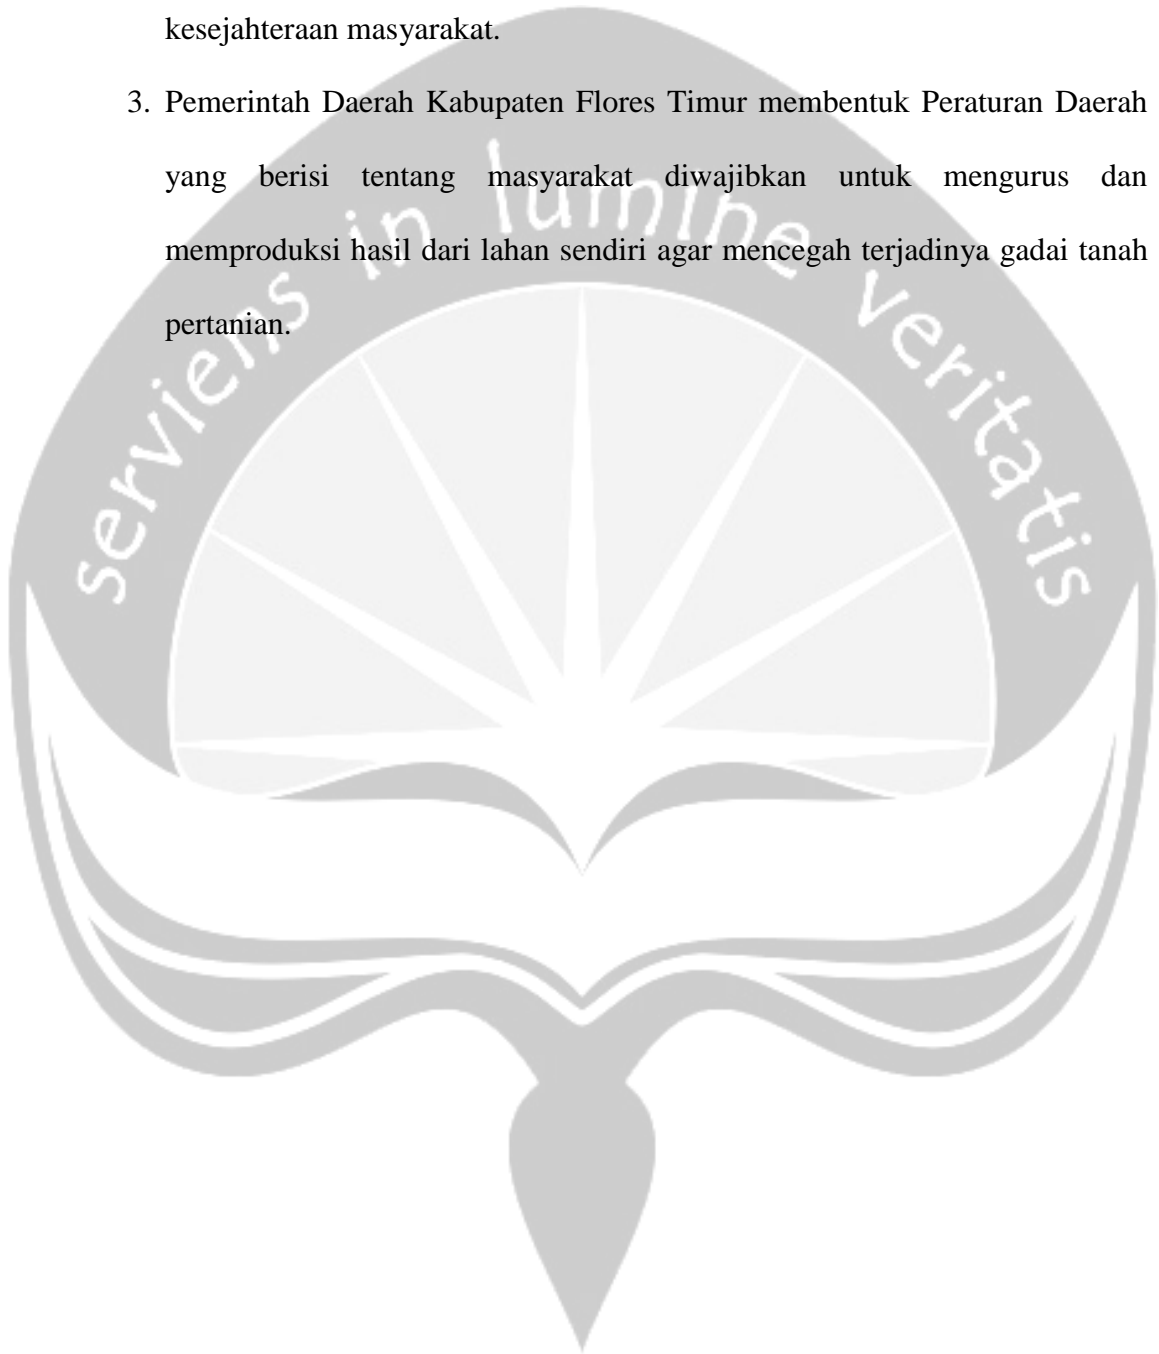 kesejahteraan masyarakat.
3. Pemerintah Daerah Kabupaten Flores Timur membentuk Peraturan Daerah
yang berisi tentang masyarakat diwajibkan untuk mengurus dan
memproduksi hasil dari lahan sendiri agar mencegah terjadinya gadai tanah
pertanian.
serviens in lumine veritatis